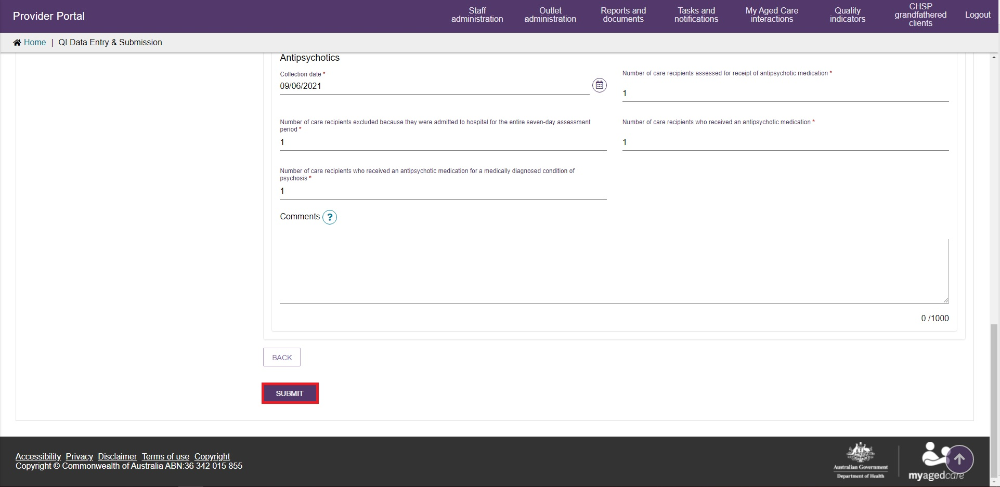 Provider Portal
Staff administration
Outlet administration
Reports and documents
Tasks and notifications
My Aged Care interactions
Quality indicators
CHSP grandfathered clients
Logout
Home | QI Data Entry & Submission
Antipsychotics
Collection date *
09/06/2021
Number of care recipients assessed for receipt of antipsychotic medication *
1
Number of care recipients excluded because they were admitted to hospital for the entire seven-day assessment
period *
1
Number of care recipients who received an antipsychotic medication *
1
Number of care recipients who received an antipsychotic medication for a medically diagnosed condition of
psychosis *
1
Comments ?
0 /1000
BACK
SUBMIT
Accessibility Privacy Disclaimer Terms of use Copyright
Copyright © Commonwealth of Australia ABN:36 342 015 855
Australian Government
Department of Health
myagedcare